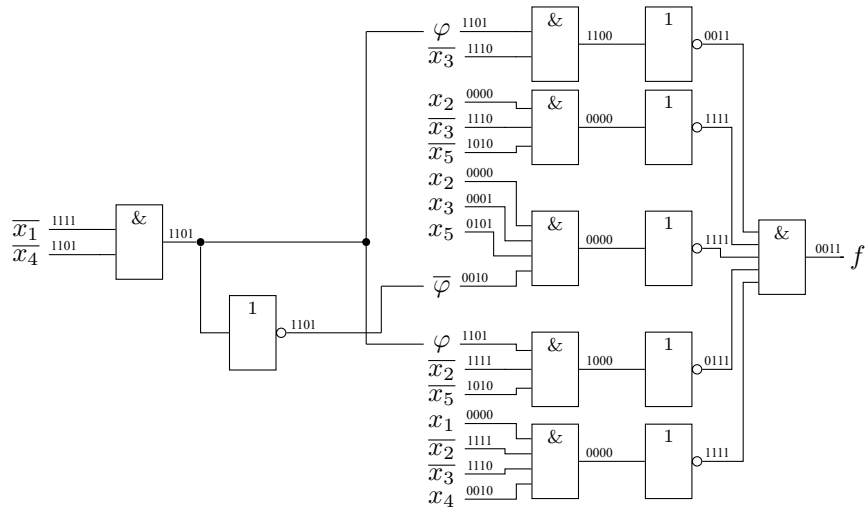 φ 1101 & 1100 1 0011
x̅₃ 1110
x₂ 0000 & 0000 1 1111
x̅₃ 1110
x̅₅ 1010
x₂ 0000
x₃ 0001 & 0000 1 1111
x₅ 0101
φ̅ 0010
x̅₁ 1111 & 1101
x̅₄ 1101
1 1101
φ 1101 & 1000 1 0111
x̅₂ 1111
x̅₅ 1010
x₁ 0000 & 0000 1 1111
x̅₂ 1111
x̅₃ 1110
x₄ 0010
& 0011 f